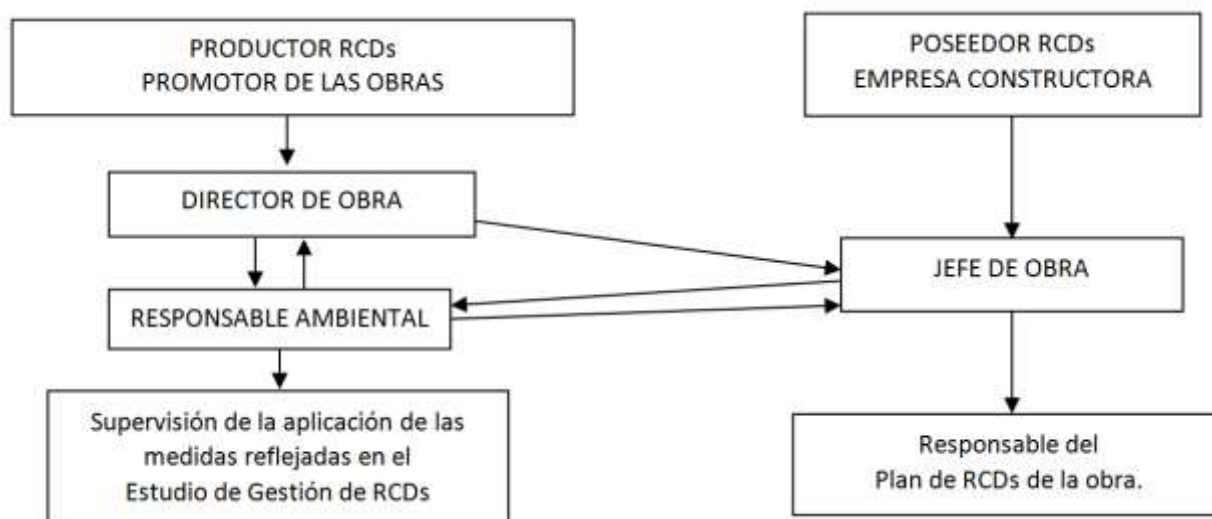 PRODUCTOR RCDs
PROMOTOR DE LAS OBRAS
POSEEDOR RCDs
EMPRESA CONSTRUCTORA
DIRECTOR DE OBRA
JEFE DE OBRA
RESPONSABLE AMBIENTAL
Supervisión de la aplicación de las
medidas reflejadas en el
Estudio de Gestión de RCDs
Responsable del
Plan de RCDs de la obra.